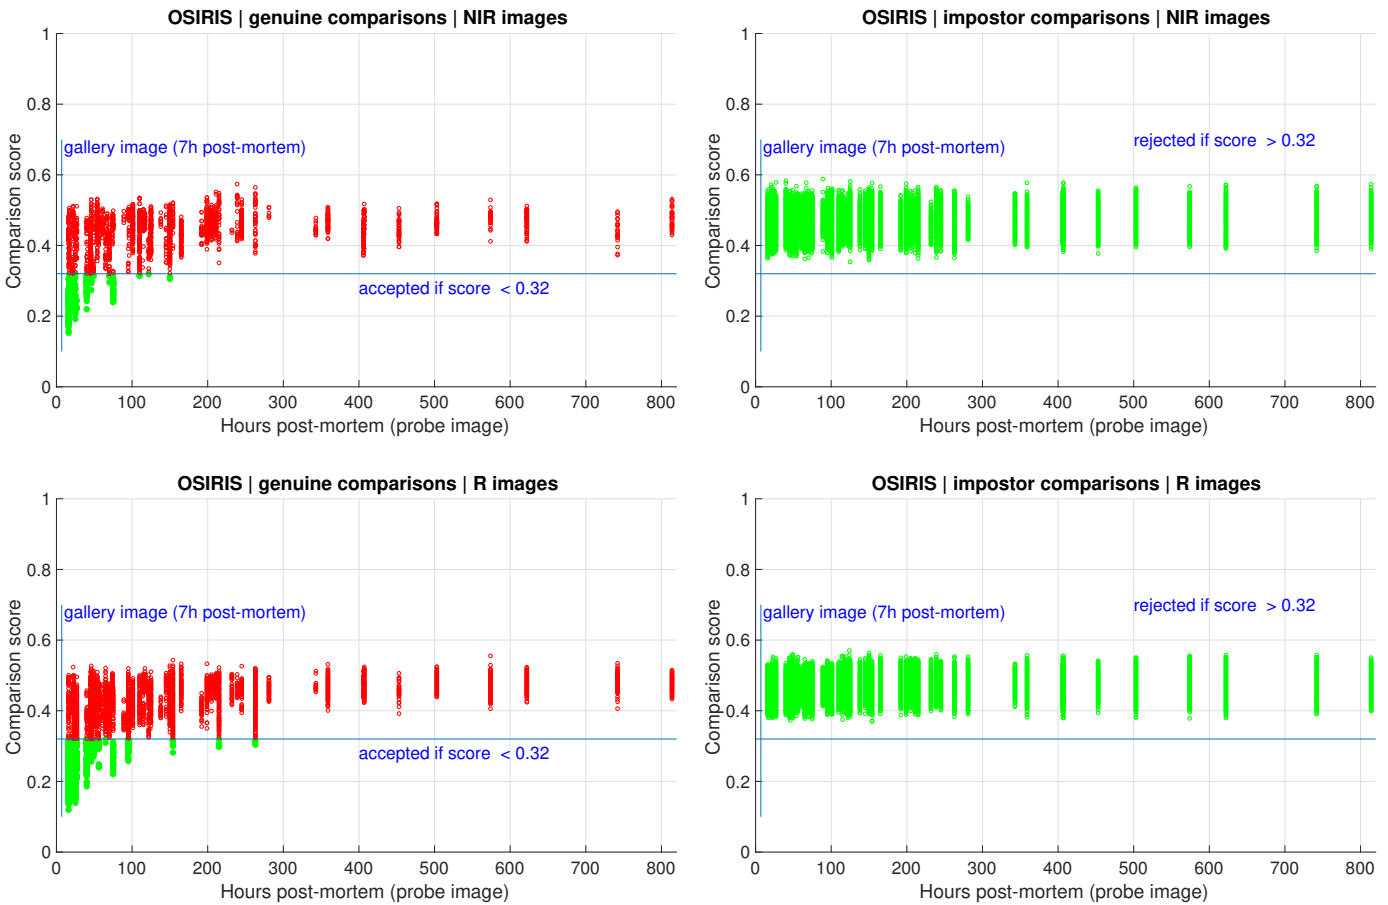 OSIRIS | genuine comparisons | NIR images
1
0.8
0.6
0.4
0.2
0
Comparison score
gallery image (7h post-mortem)
accepted if score < 0.32
0 100 200 300 400 500 600 700 800
Hours post-mortem (probe image)
OSIRIS | impostor comparisons | NIR images
1
0.8
0.6
0.4
0.2
0
Comparison score
rejected if score > 0.32
gallery image (7h post-mortem)
0 100 200 300 400 500 600 700 800
Hours post-mortem (probe image)
OSIRIS | genuine comparisons | R images
1
0.8
0.6
0.4
0.2
0
Comparison score
gallery image (7h post-mortem)
accepted if score < 0.32
0 100 200 300 400 500 600 700 800
Hours post-mortem (probe image)
OSIRIS | impostor comparisons | R images
1
0.8
0.6
0.4
0.2
0
Comparison score
rejected if score > 0.32
gallery image (7h post-mortem)
0 100 200 300 400 500 600 700 800
Hours post-mortem (probe image)